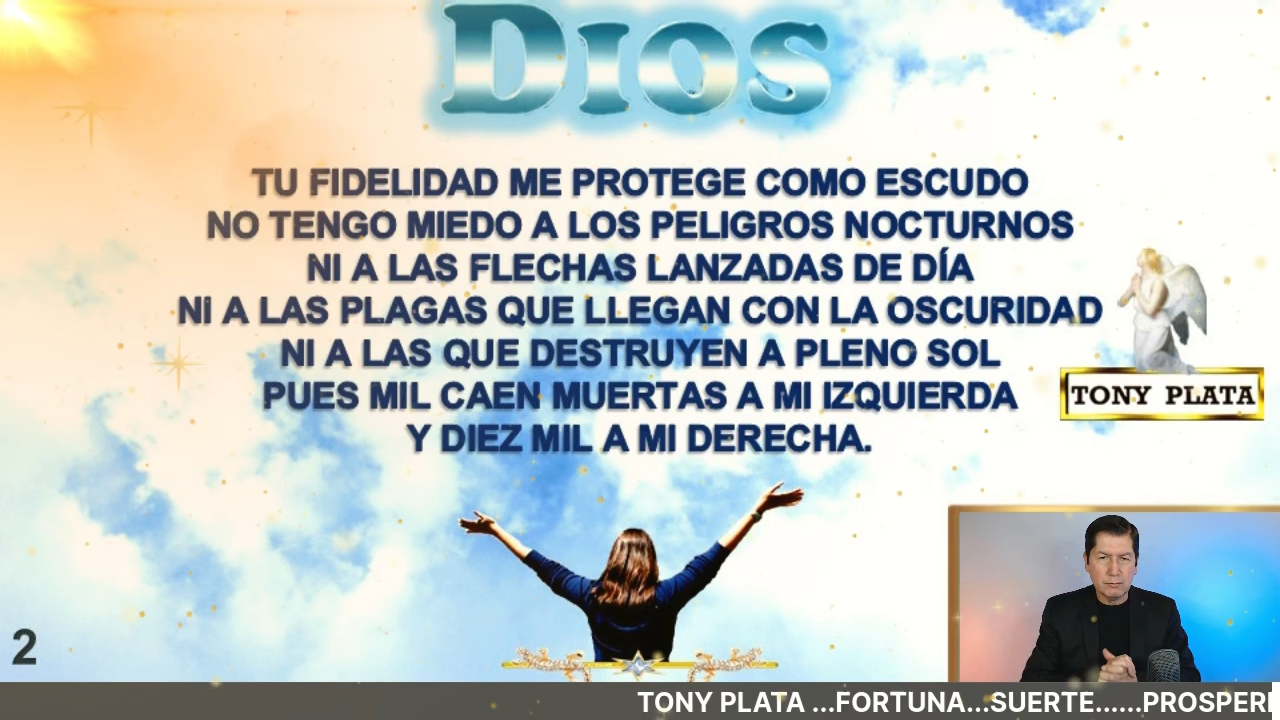 DIOS
TU FIDELIDAD ME PROTEGE COMO ESCUDO
NO TENGO MIEDO A LOS PELIGROS NOCTURNOS
NI A LAS FLECHAS LANZADAS DE DÍA
Ni A LAS PLAGAS QUE LLEGAN CON LA OSCURIDAD
NI A LAS QUE DESTRUYEN A PLENO SOL
PUES MIL CAEN MUERTAS A MI IZQUIERDA
Y DIEZ MIL A MI DERECHA.
TONY PLATA
2
TONY PLATA ...FORTUNA...SUERTE......PROSPERI